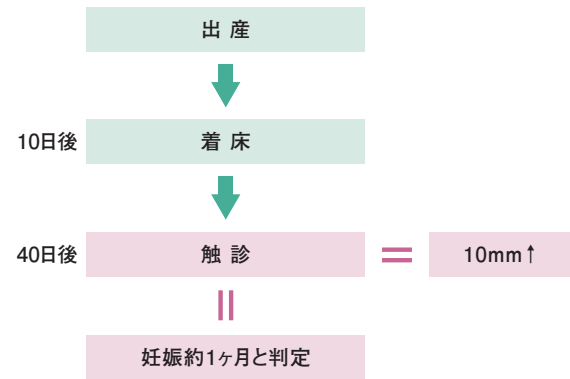 出産
10日後
着床
40日後
触診
10mm↑
妊娠約1ヶ月と判定